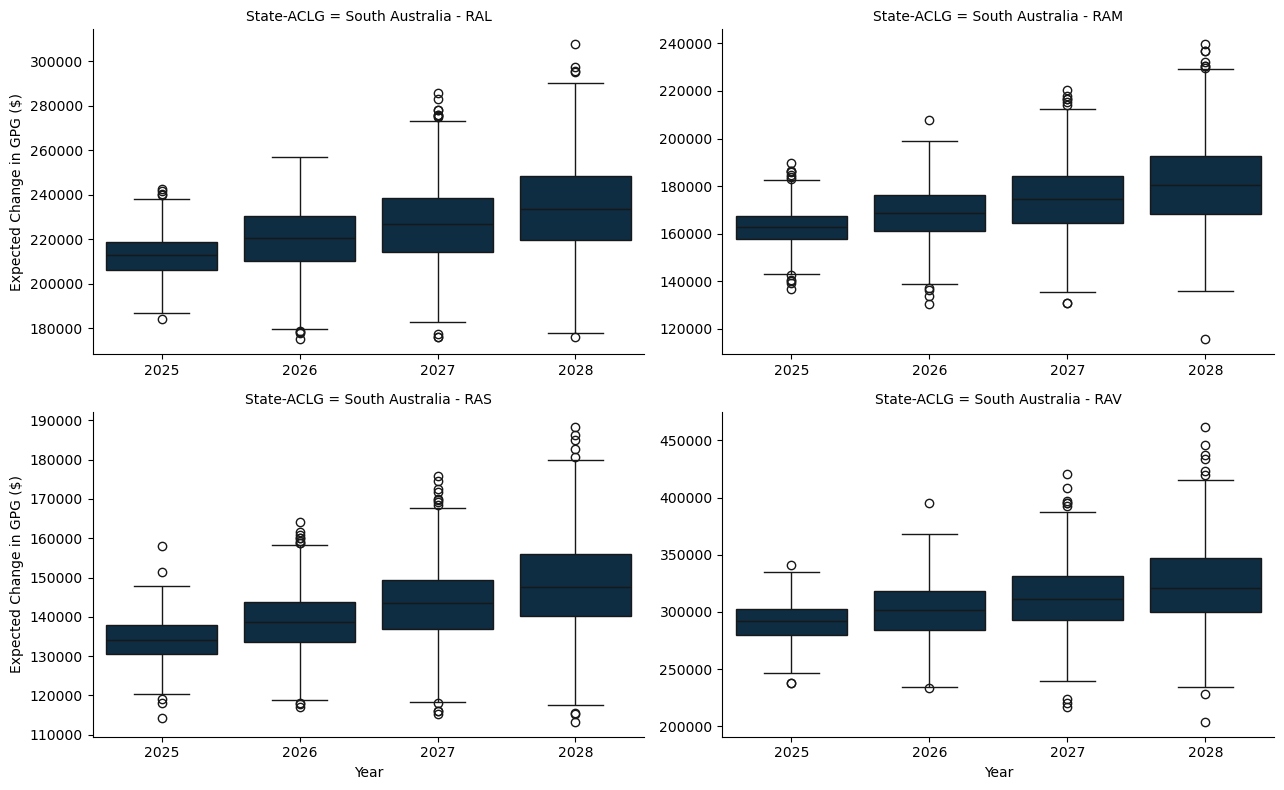 State-ACLG = South Australia - RAL
Expected Change in GPG ($)
300000
280000
260000
240000
220000
200000
180000
2025 2026 2027 2028
State-ACLG = South Australia - RAM
240000
220000
200000
180000
160000
140000
120000
2025 2026 2027 2028
State-ACLG = South Australia - RAS
Expected Change in GPG ($)
190000
180000
170000
160000
150000
140000
130000
120000
110000
2025 2026 2027 2028
Year
State-ACLG = South Australia - RAV
450000
400000
350000
300000
250000
200000
2025 2026 2027 2028
Year